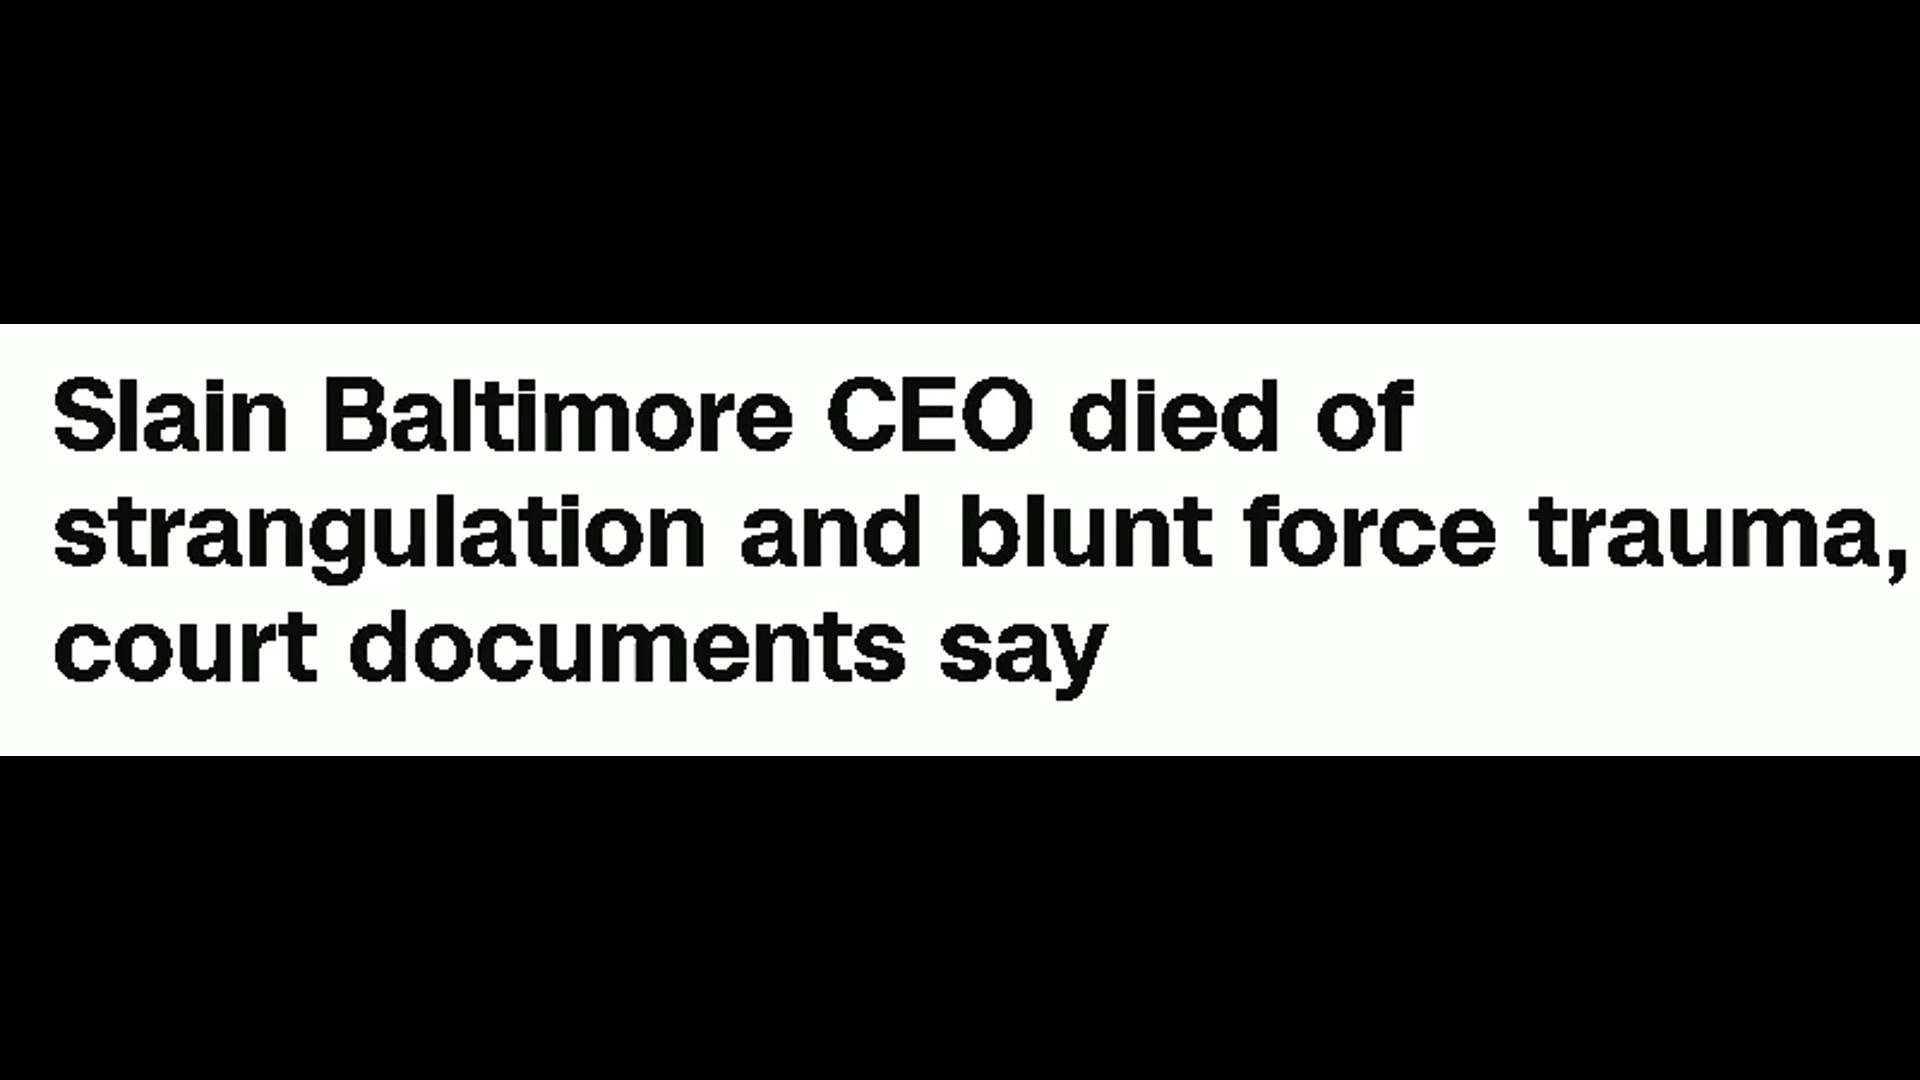 Slain Baltimore CEO died of
strangulation and blunt force trauma,
court documents say